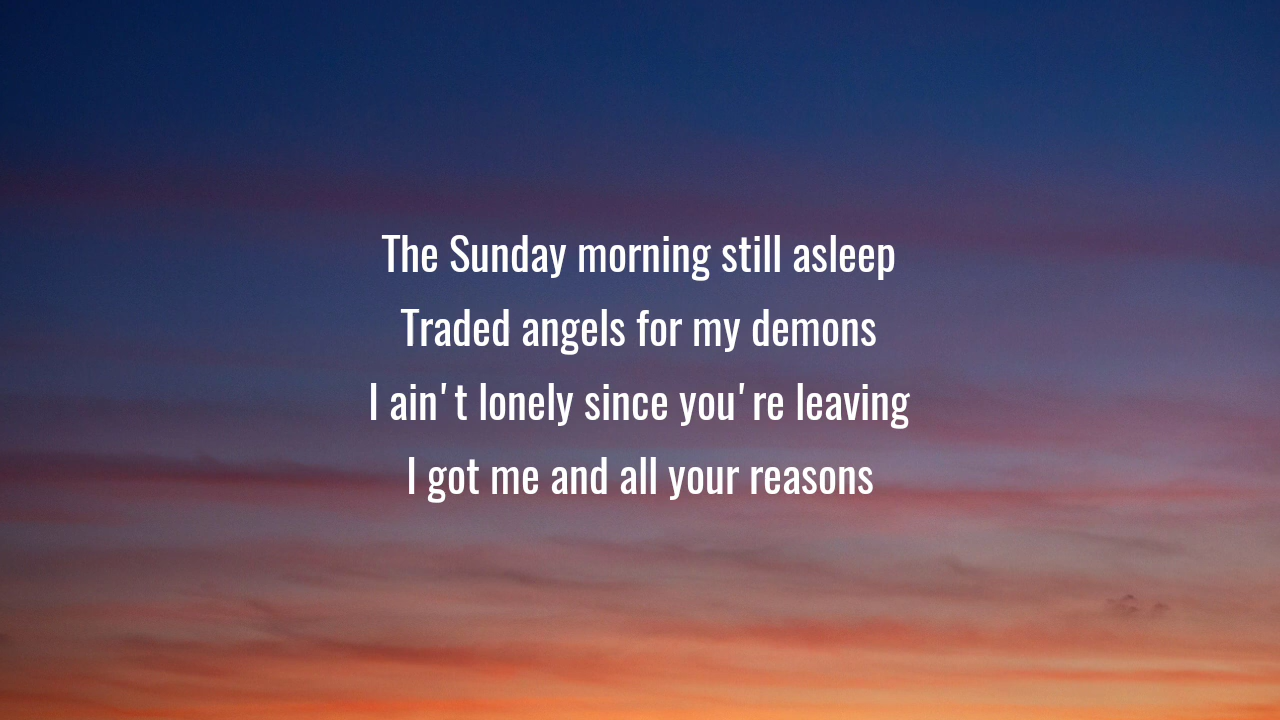 The Sunday morning still asleep
Traded angels for my demons
I ain't lonely since you're leaving
I got me and all your reasons